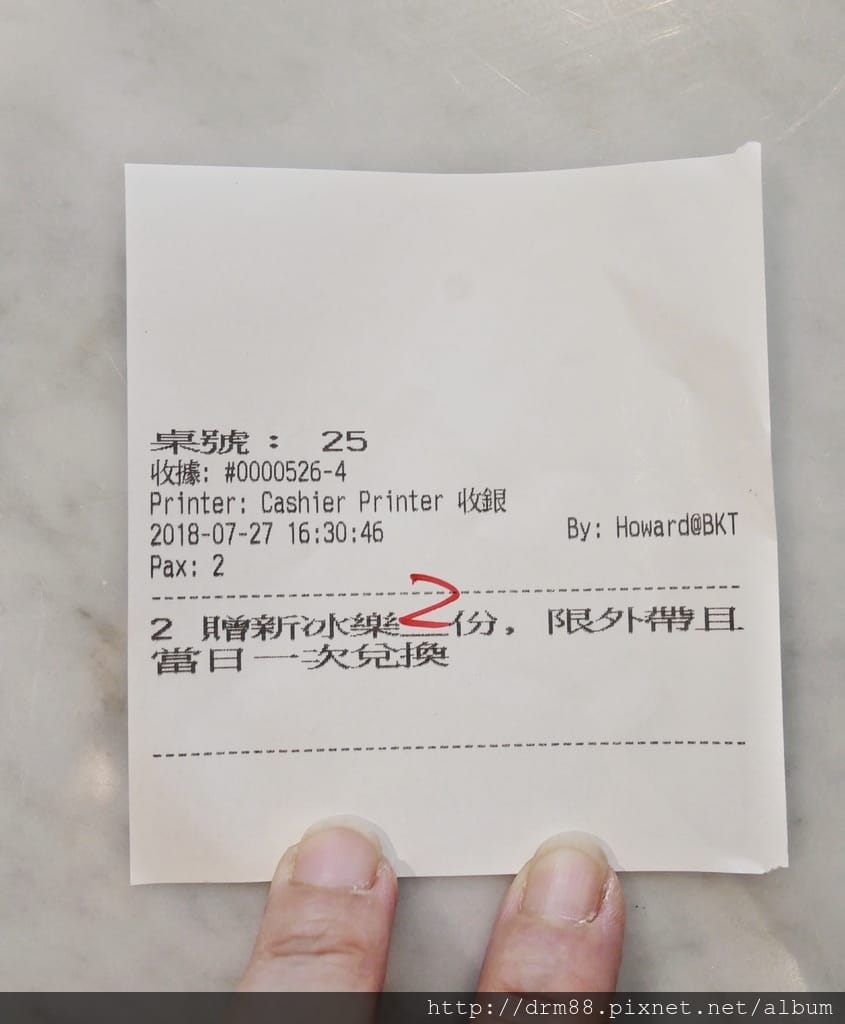 桌號： 25
收據: #0000526-4
Printer: Cashier Printer 收銀
2018-07-27 16:30:46 By: Howard@BKT
Pax: 2
2 贈新冰樂 2 份，限外帶且
當日一次兌換
http://drm88.pixnet.net/album